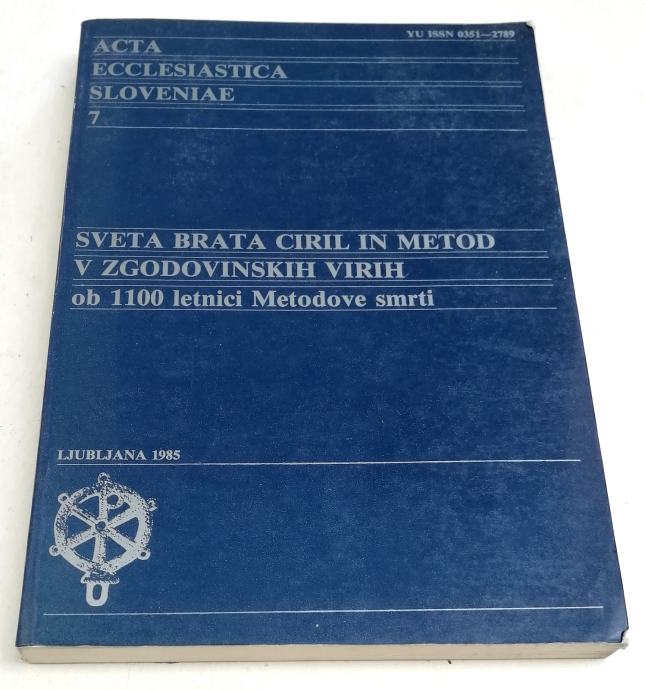 YU ISSN 0351—2789
ACTA
ECCLESIASTICA
SLOVENIAE
7
SVETA BRATA CIRIL IN METOD
V ZGODOVINSKIH VIRIH
ob 1100 letnici Metodove smrti
LJUBLJANA 1985